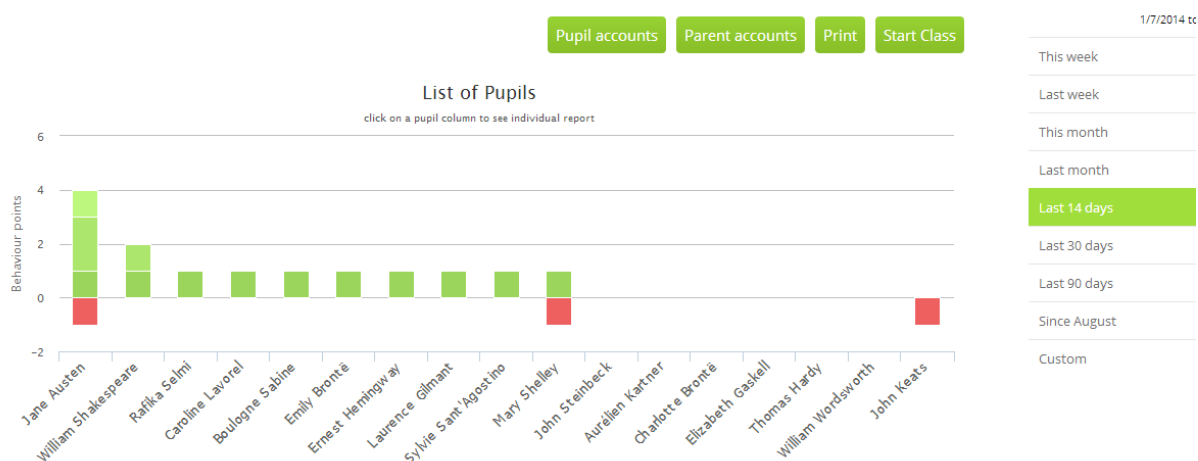 Pupil accounts
Parent accounts
Print
Start Class
1/7/2014 to
List of Pupils
click on a pupil column to see individual report
Behaviour points
6
4
2
0
-2
Jane Austen
William Shakespeare
Rafika Selmi
Caroline Lavorel
Boulogne Sabine
Emily Brontë
Ernest Hemingway
Laurence Gilmant
Sylvie Sant'Agostino
Mary Shelley
John Steinbeck
Aurélien Kartner
Charlotte Brontë
Elizabeth Gaskell
Thomas Hardy
William Wordsworth
John Keats
This week
Last week
This month
Last month
Last 14 days
Last 30 days
Last 90 days
Since August
Custom